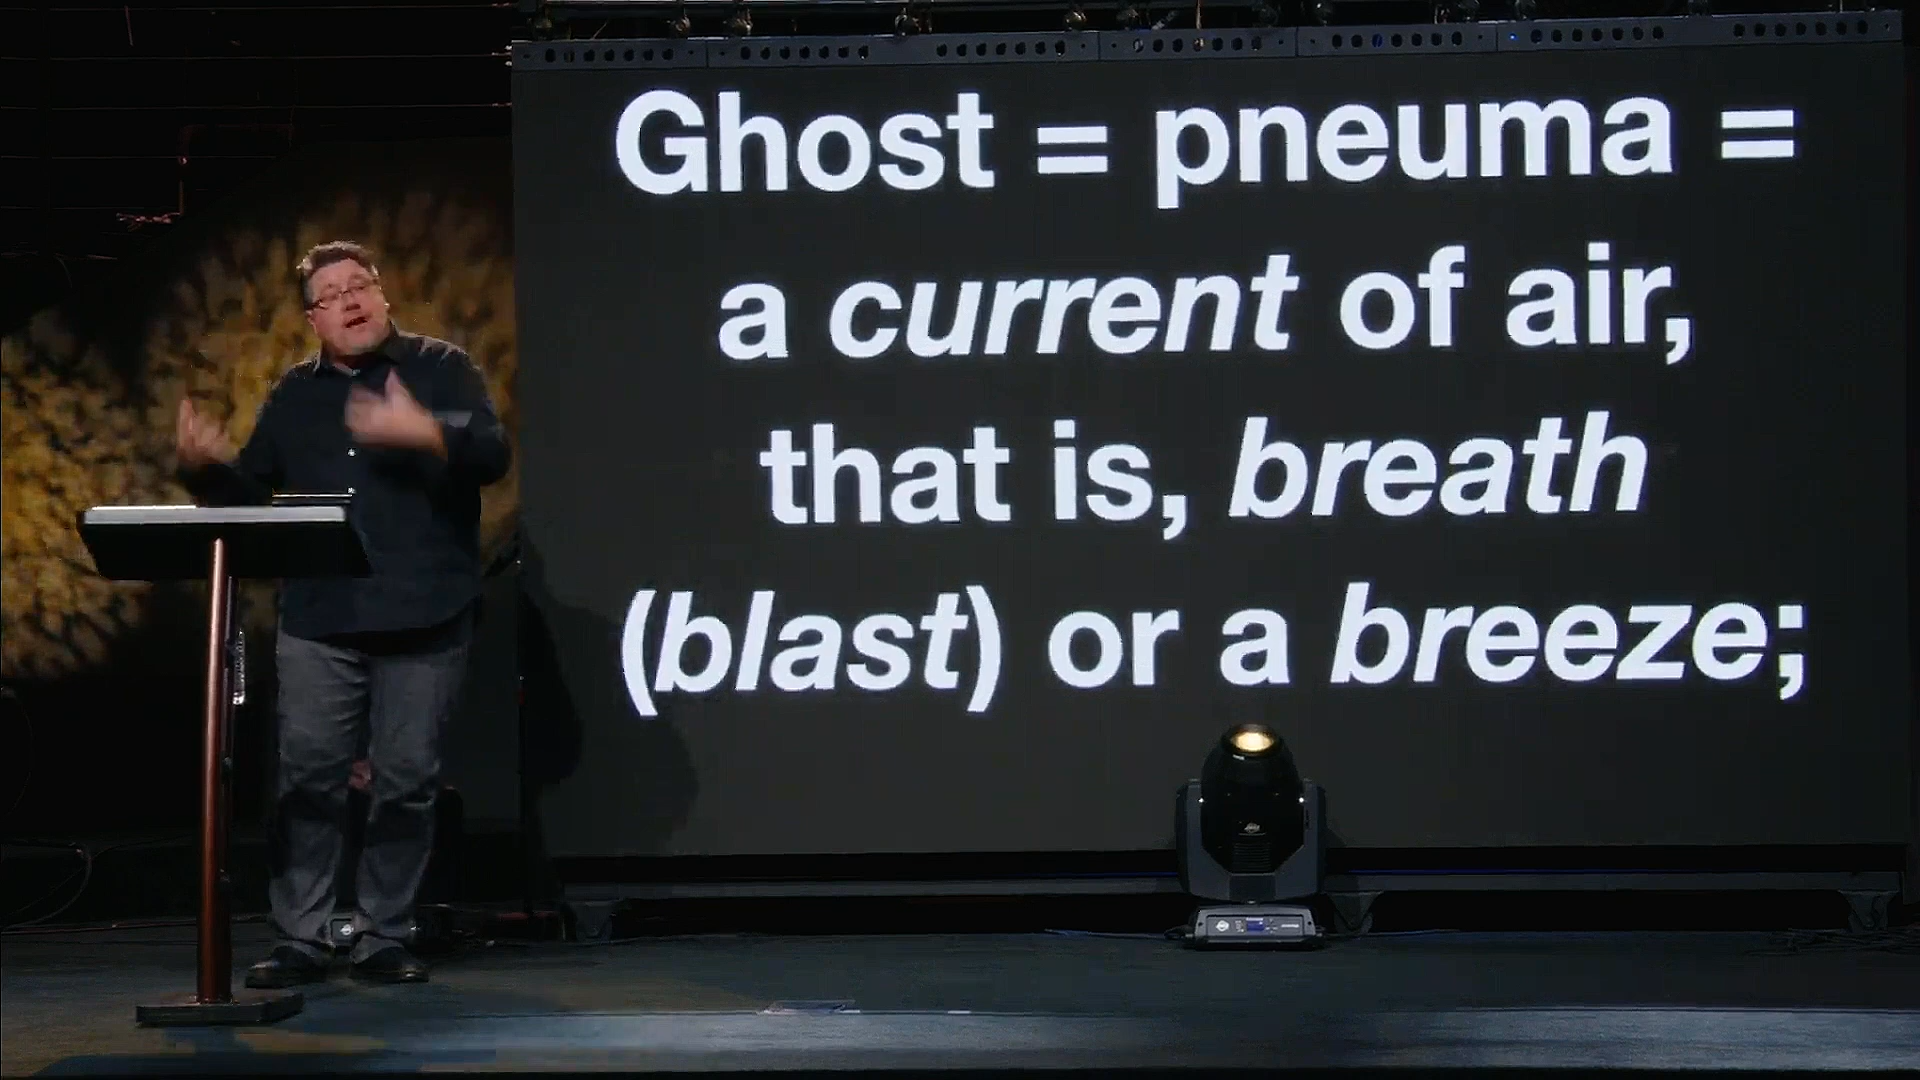 Ghost = pneuma =
a current of air,
that is, breath
(blast) or a breeze;